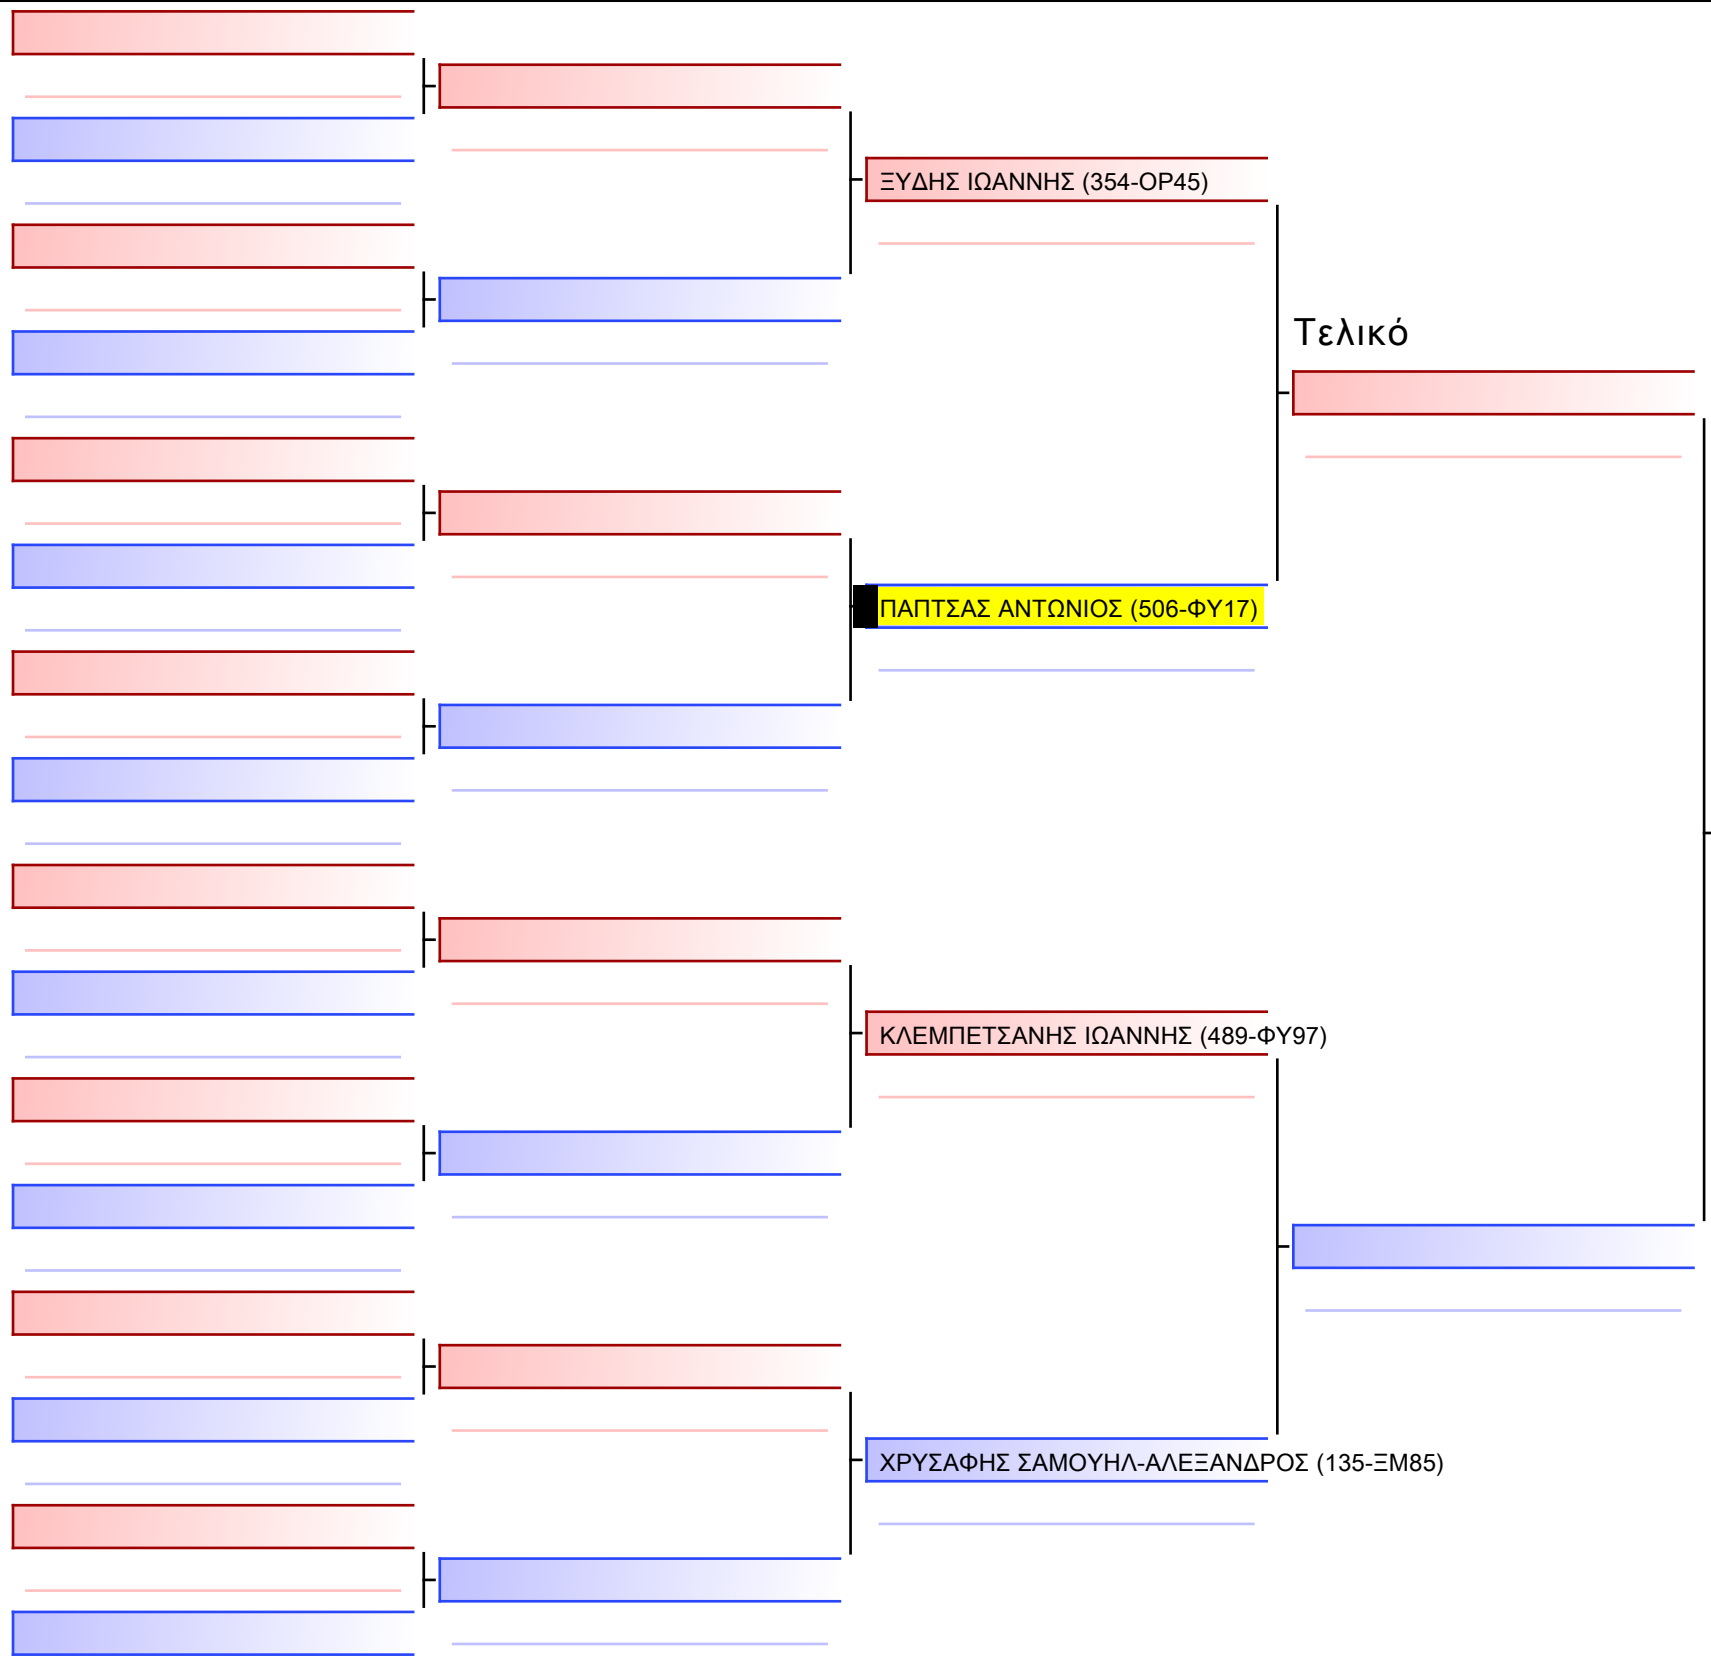 ΞΥΔΗΣ ΙΩΑΝΝΗΣ (354-ΟΡ45)
Τελικό
ΠΑΠΤΣΑΣ ΑΝΤΩΝΙΟΣ (506-ΦΥ17)
ΚΛΕΜΠΕΤΣΑΝΗΣ ΙΩΑΝΝΗΣ (489-ΦΥ97)
ΧΡΥΣΑΦΗΣ ΣΑΜΟΥΗΛ-ΑΛΕΞΑΝΔΡΟΣ (135-ΞΜ85)